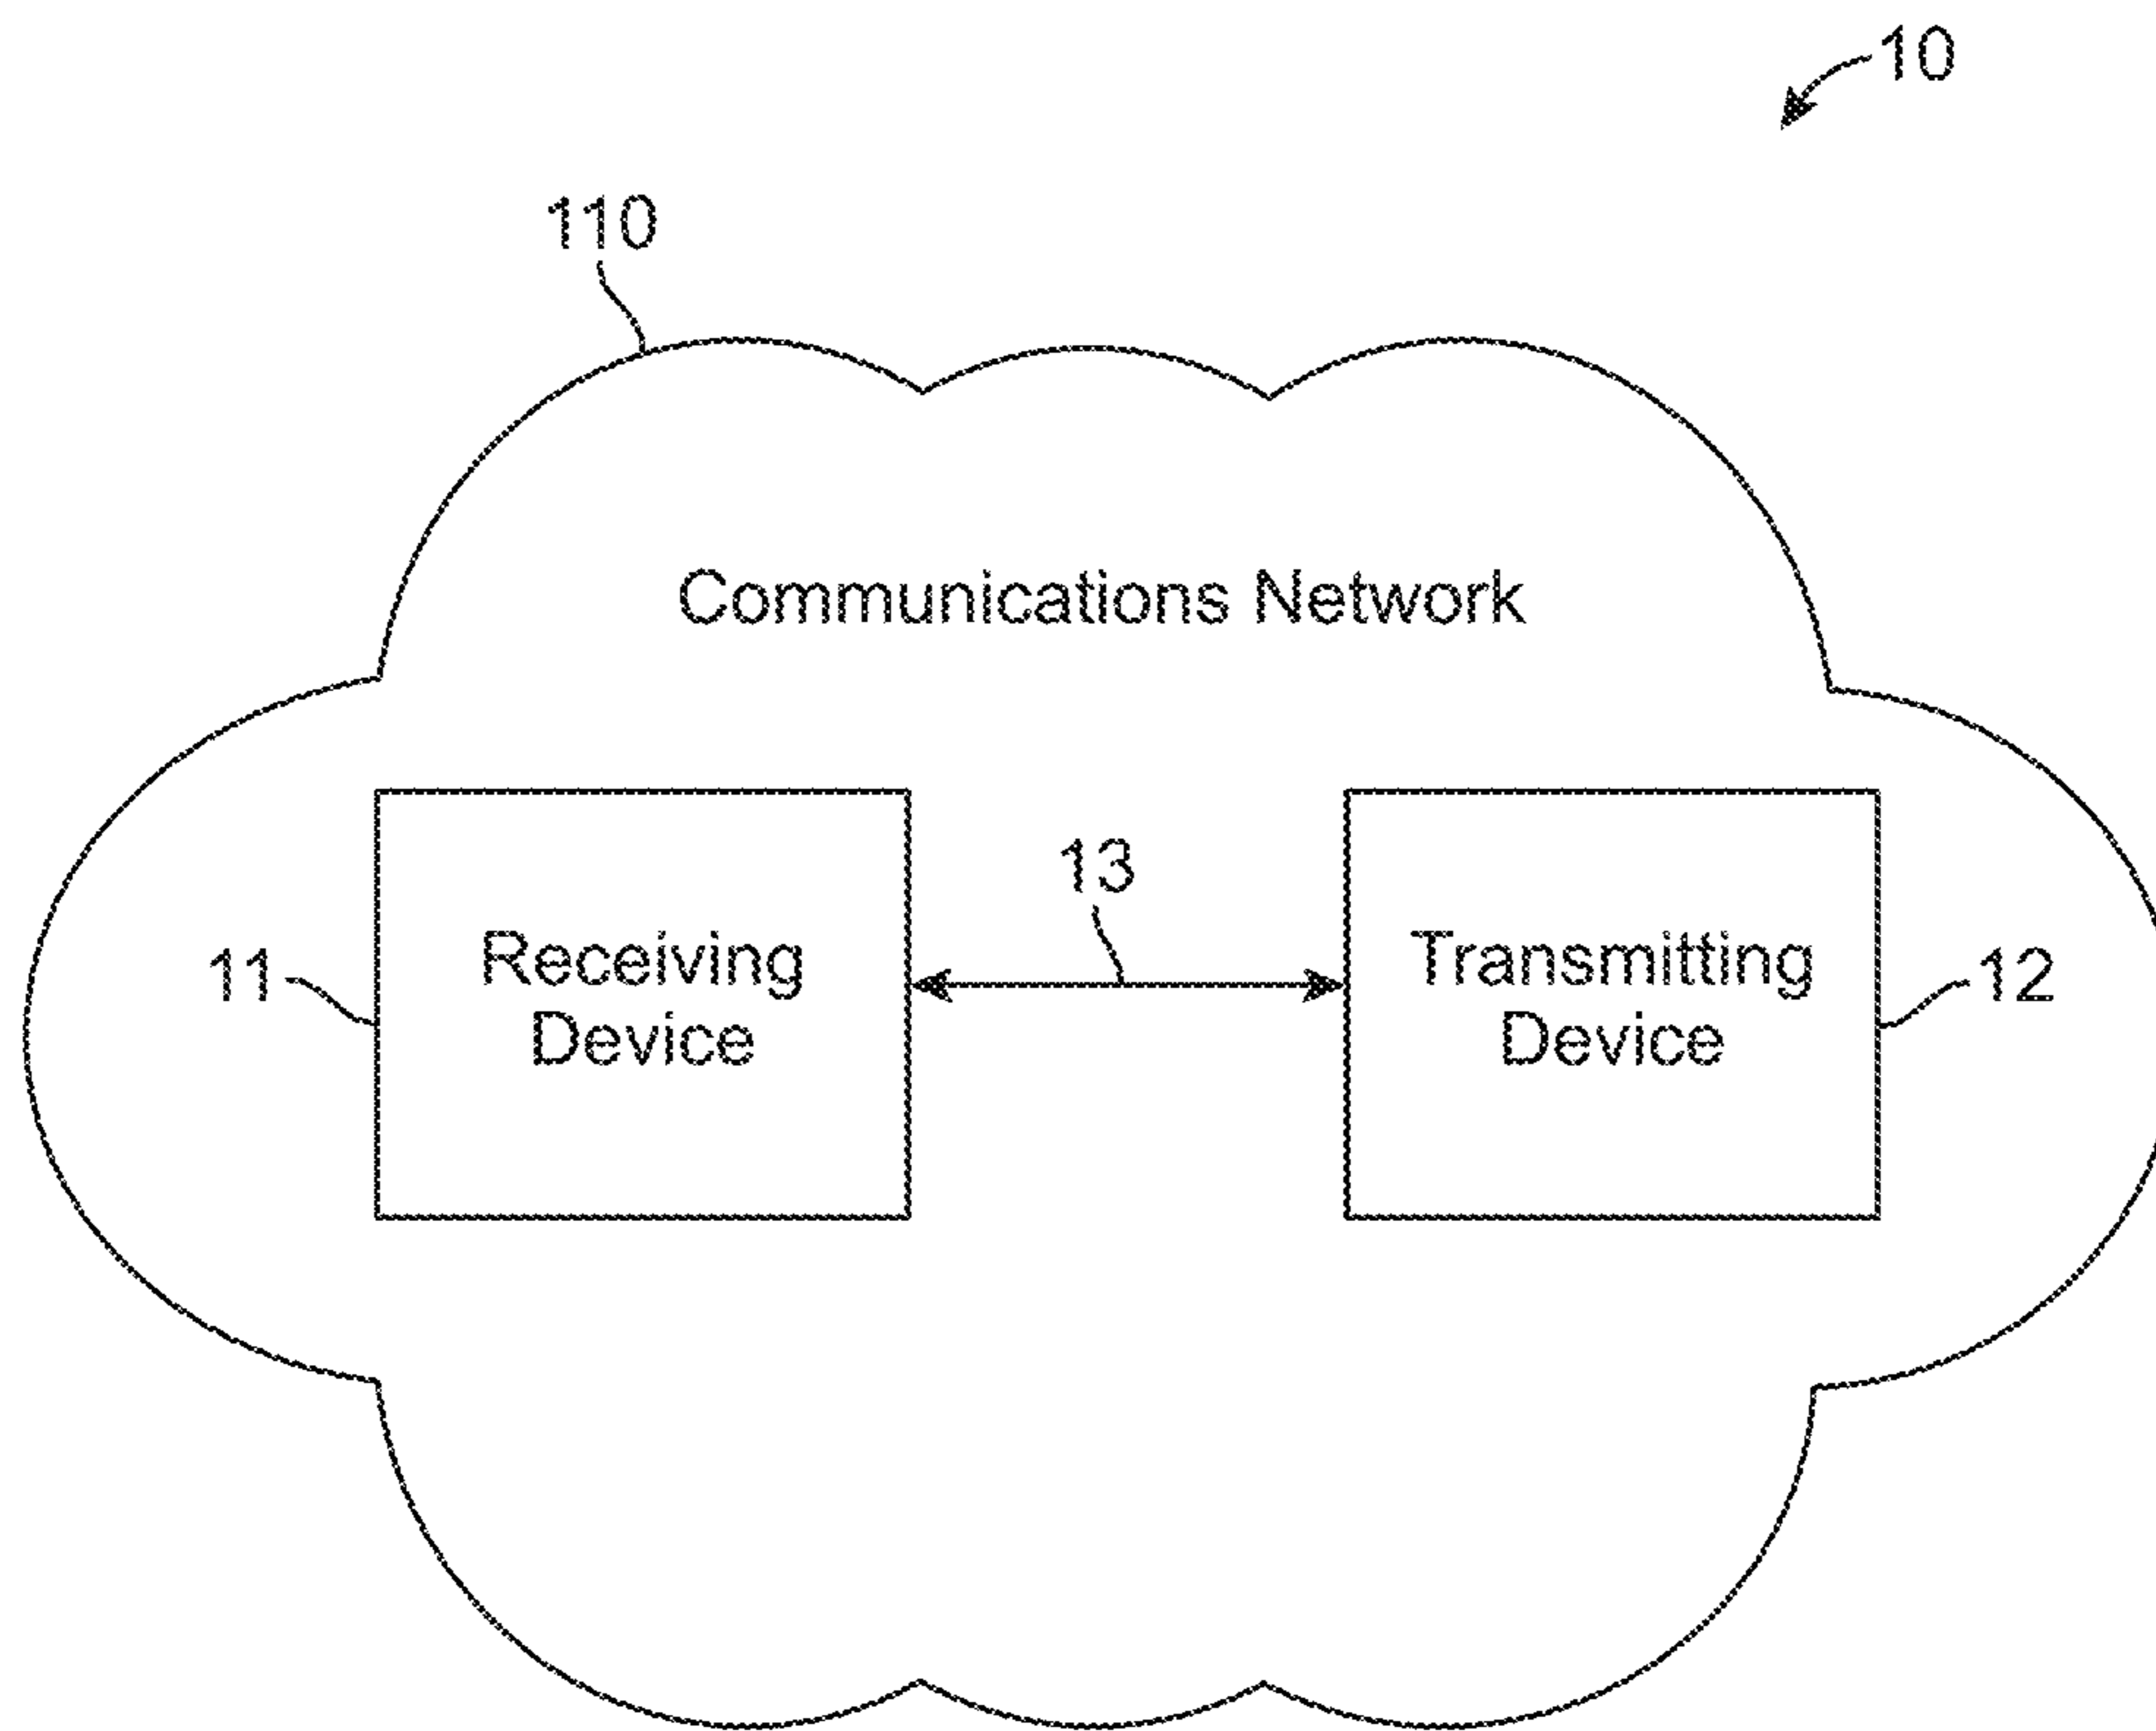 10
110
Communications Network
13
11
Receiving
Device
Transmitting
Device
12